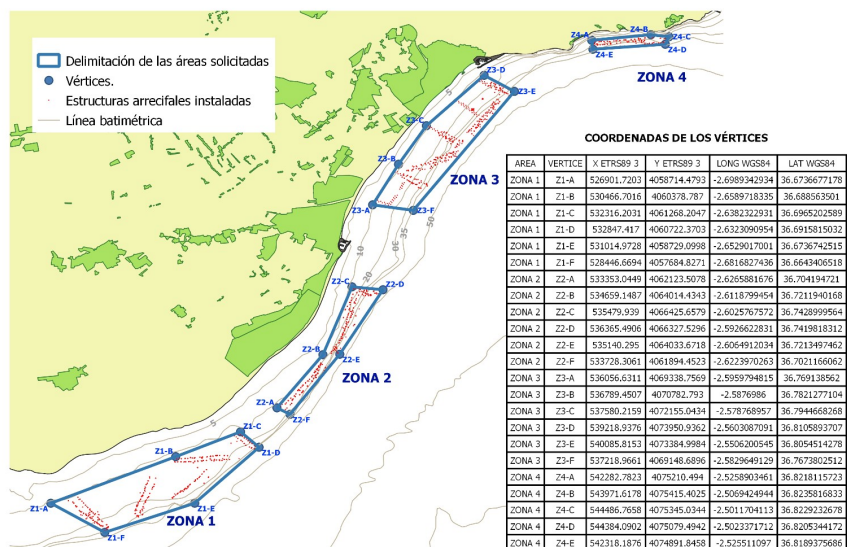 Delimitación de las áreas solicitadas
Vértices.
Estructuras arrecifales instaladas
Línea batimétrica
Z4-A
Z4-B
Z4-C
Z4-D
Z4-E
ZONA 4
Z3-D
Z3-E
Z3-C
Z3-B
Z3-A
Z3-F
ZONA 3
5
10
20
30
35
50
Z2-C
Z2-D
Z2-B
Z2-E
Z2-A
Z2-F
ZONA 2
5
Z1-C
Z1-D
Z1-B
Z1-A
Z1-E
Z1-F
ZONA 1
COORDENADAS DE LOS VÉRTICES
AREA VERTICE X ETRS89 3 Y ETRS89 3 LONG WGS84 LAT WGS84
ZONA 1 Z1-A 526901.7203 4058714.4793 -2.6989342934 36.6736677178
ZONA 1 Z1-B 530466.7016 4060378.787 -2.6589718335 36.688563501
ZONA 1 Z1-C 532316.2031 4061268.2047 -2.6382322931 36.6965202589
ZONA 1 Z1-D 532847.417 4060722.3703 -2.6323090954 36.6915815032
ZONA 1 Z1-E 531014.9728 4058729.0998 -2.6529017001 36.6736742515
ZONA 1 Z1-F 528446.6694 4057684.8271 -2.6816827436 36.6643406518
ZONA 2 Z2-A 533353.0449 4062123.5078 -2.6265881676 36.704194721
ZONA 2 Z2-B 534659.1487 4064014.4343 -2.6118799454 36.7211940168
ZONA 2 Z2-C 535479.939 4066425.6579 -2.6025767572 36.7428999564
ZONA 2 Z2-D 536365.4906 4066327.5296 -2.5926622831 36.7419818312
ZONA 2 Z2-E 535140.295 4064033.6718 -2.6064912034 36.7213497462
ZONA 2 Z2-F 533728.3061 4061894.4523 -2.6223970263 36.7021166062
ZONA 3 Z3-A 536056.6311 4069338.7569 -2.5959794815 36.769138562
ZONA 3 Z3-B 536789.4507 4070782.793 -2.5876986 36.7821277104
ZONA 3 Z3-C 537580.2159 4072155.0434 -2.578768957 36.7944668268
ZONA 3 Z3-D 539218.9376 4073950.9362 -2.5603087091 36.8105893707
ZONA 3 Z3-E 540085.8153 4073384.9984 -2.5506200545 36.8054514278
ZONA 3 Z3-F 537218.9661 4069148.6896 -2.5829649129 36.7673802512
ZONA 4 Z4-A 542282.7823 4075210.494 -2.5258903461 36.8218115723
ZONA 4 Z4-B 543971.6178 4075415.4025 -2.5069424944 36.8235816833
ZONA 4 Z4-C 544486.7658 4075345.0344 -2.5011704113 36.8229232678
ZONA 4 Z4-D 544384.0902 4075079.4942 -2.5023371712 36.8205344172
ZONA 4 Z4-E 542318.1876 4074891.8458 -2.525511097 36.8189375686